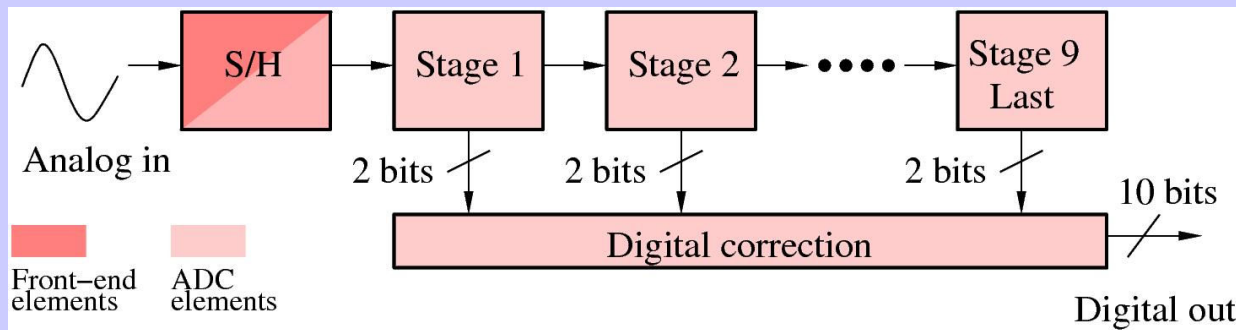 S/H
Stage 1
Stage 2
Stage 9
Last
Analog in
2 bits
2 bits
2 bits
10 bits
Digital correction
Front-end
elements
ADC
elements
Digital out